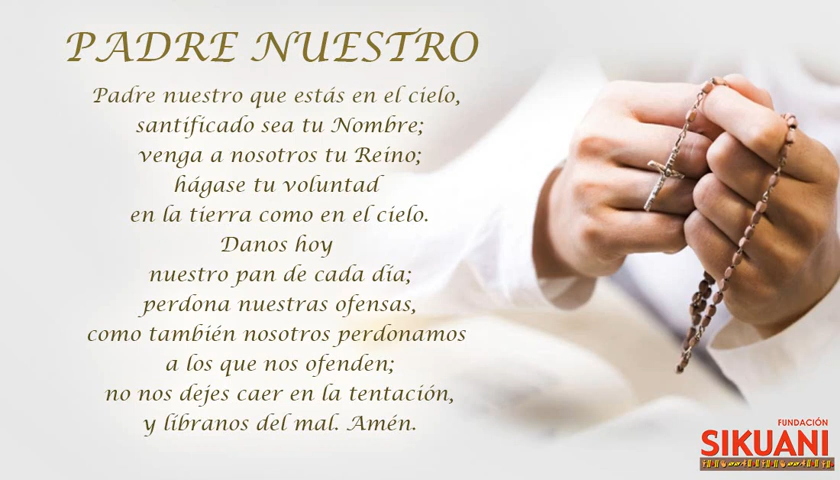 PADRE NUESTRO
Padre nuestro que estás en el cielo,
santificado sea tu Nombre;
venga a nosotros tu Reino;
hágase tu voluntad
en la tierra como en el cielo.
Danos hoy
nuestro pan de cada día;
perdona nuestras ofensas,
como también nosotros perdonamos
a los que nos ofenden;
no nos dejes caer en la tentación,
y líbranos del mal. Amén.
FUNDACIÓN
SIKUANI